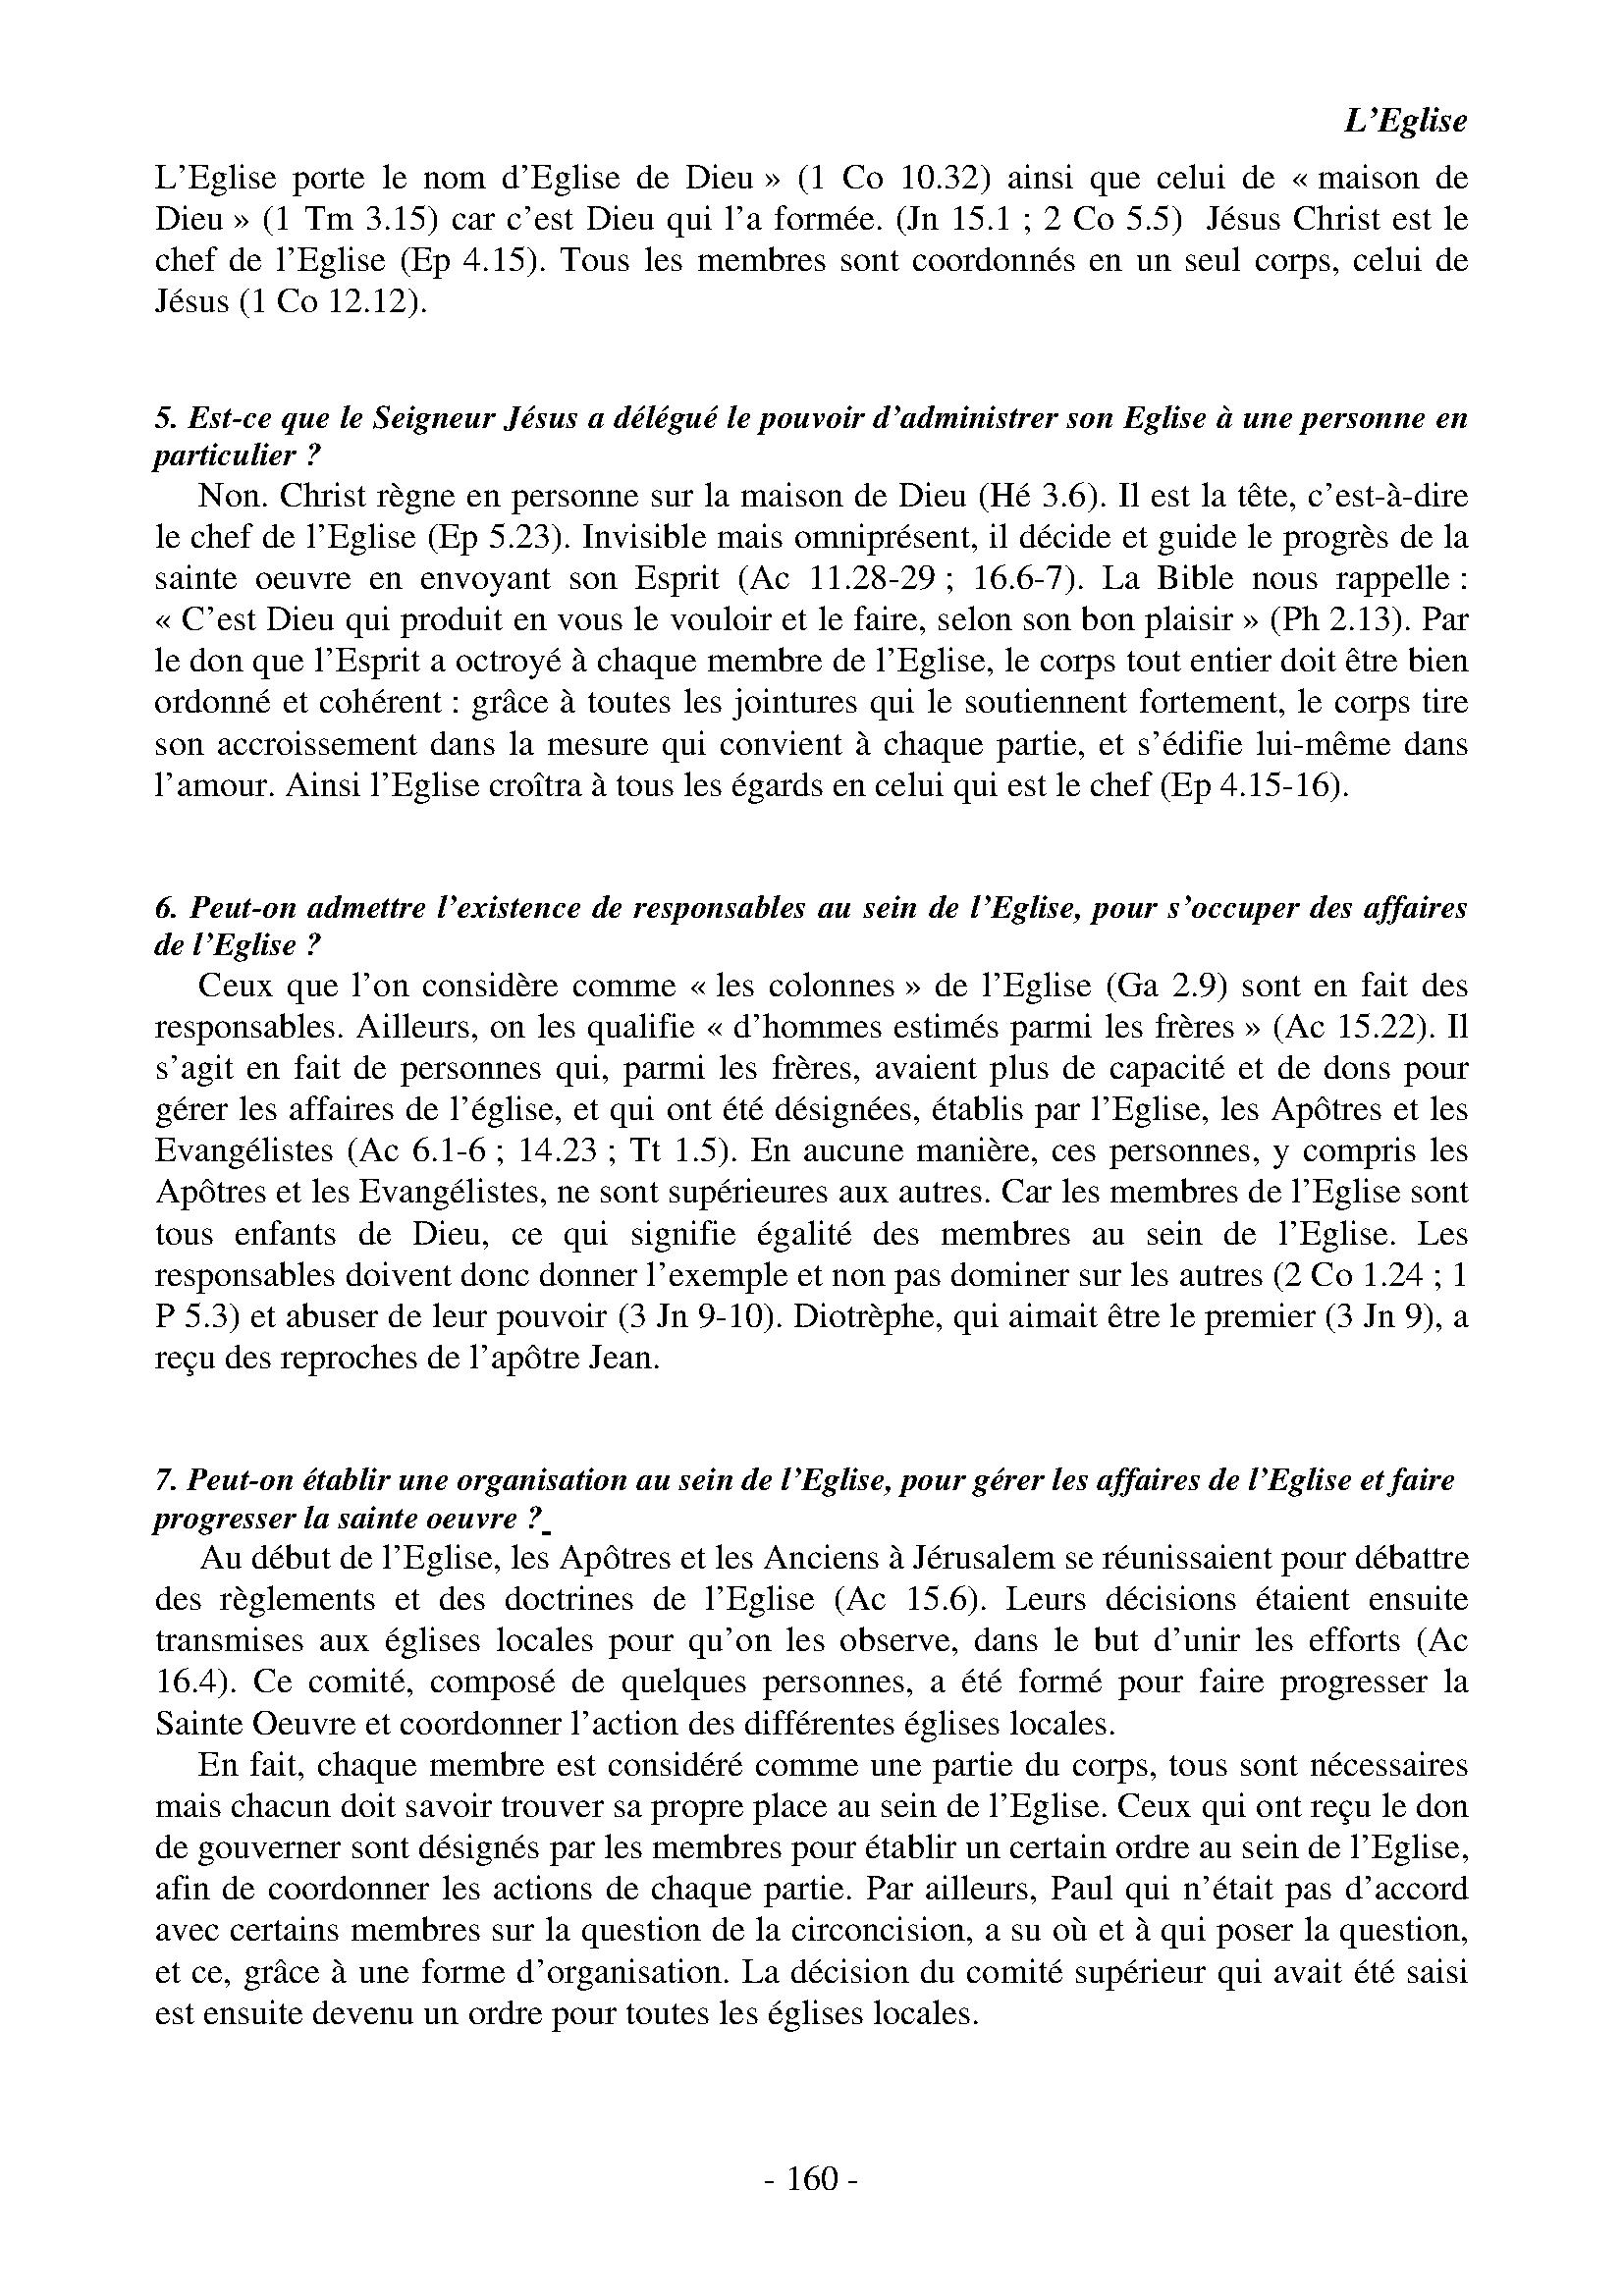 L’Eglise
L’Eglise porte le nom d’Eglise de Dieu » (1 Co 10.32) ainsi que celui de « maison de
Dieu » (1 Tm 3.15) car c’est Dieu qui l’a formée. (Jn 15.1 ; 2 Co 5.5)  Jésus Christ est le
chef de l’Eglise (Ep 4.15). Tous les membres sont coordonnés en un seul corps, celui de
Jésus (1 Co 12.12).
5. Est-ce que le Seigneur Jésus a délégué le pouvoir d’administrer son Eglise à une personne en
particulier ?
Non. Christ règne en personne sur la maison de Dieu (Hé 3.6). Il est la tête, c’est-à-dire
le chef de l’Eglise (Ep 5.23). Invisible mais omniprésent, il décide et guide le progrès de la
sainte oeuvre en envoyant son Esprit (Ac 11.28-29 ; 16.6-7). La Bible nous rappelle :
« C’est Dieu qui produit en vous le vouloir et le faire, selon son bon plaisir » (Ph 2.13). Par
le don que l’Esprit a octroyé à chaque membre de l’Eglise, le corps tout entier doit être bien
ordonné et cohérent : grâce à toutes les jointures qui le soutiennent fortement, le corps tire
son accroissement dans la mesure qui convient à chaque partie, et s’édifie lui-même dans
l’amour. Ainsi l’Eglise croîtra à tous les égards en celui qui est le chef (Ep 4.15-16).
6. Peut-on admettre l’existence de responsables au sein de l’Eglise, pour s’occuper des affaires
de l’Eglise ?
Ceux que l’on considère comme « les colonnes » de l’Eglise (Ga 2.9) sont en fait des
responsables. Ailleurs, on les qualifie « d’hommes estimés parmi les frères » (Ac 15.22). Il
s’agit en fait de personnes qui, parmi les frères, avaient plus de capacité et de dons pour
gérer les affaires de l’église, et qui ont été désignées, établis par l’Eglise, les Apôtres et les
Evangélistes (Ac 6.1-6 ; 14.23 ; Tt 1.5). En aucune manière, ces personnes, y compris les
Apôtres et les Evangélistes, ne sont supérieures aux autres. Car les membres de l’Eglise sont
tous enfants de Dieu, ce qui signifie égalité des membres au sein de l’Eglise. Les
responsables doivent donc donner l’exemple et non pas dominer sur les autres (2 Co 1.24 ; 1
P 5.3) et abuser de leur pouvoir (3 Jn 9-10). Diotrèphe, qui aimait être le premier (3 Jn 9), a
reçu des reproches de l’apôtre Jean.
7. Peut-on établir une organisation au sein de l’Eglise, pour gérer les affaires de l’Eglise et faire
progresser la sainte oeuvre ?
Au début de l’Eglise, les Apôtres et les Anciens à Jérusalem se réunissaient pour débattre
des règlements et des doctrines de l’Eglise (Ac 15.6). Leurs décisions étaient ensuite
transmises aux églises locales pour qu’on les observe, dans le but d’unir les efforts (Ac
16.4). Ce comité, composé de quelques personnes, a été formé pour faire progresser la
Sainte Oeuvre et coordonner l’action des différentes églises locales.
En fait, chaque membre est considéré comme une partie du corps, tous sont nécessaires
mais chacun doit savoir trouver sa propre place au sein de l’Eglise. Ceux qui ont reçu le don
de gouverner sont désignés par les membres pour établir un certain ordre au sein de l’Eglise,
afin de coordonner les actions de chaque partie. Par ailleurs, Paul qui n’était pas d’accord
avec certains membres sur la question de la circoncision, a su où et à qui poser la question,
et ce, grâce à une forme d’organisation. La décision du comité supérieur qui avait été saisi
est ensuite devenu un ordre pour toutes les églises locales.
- 160 -